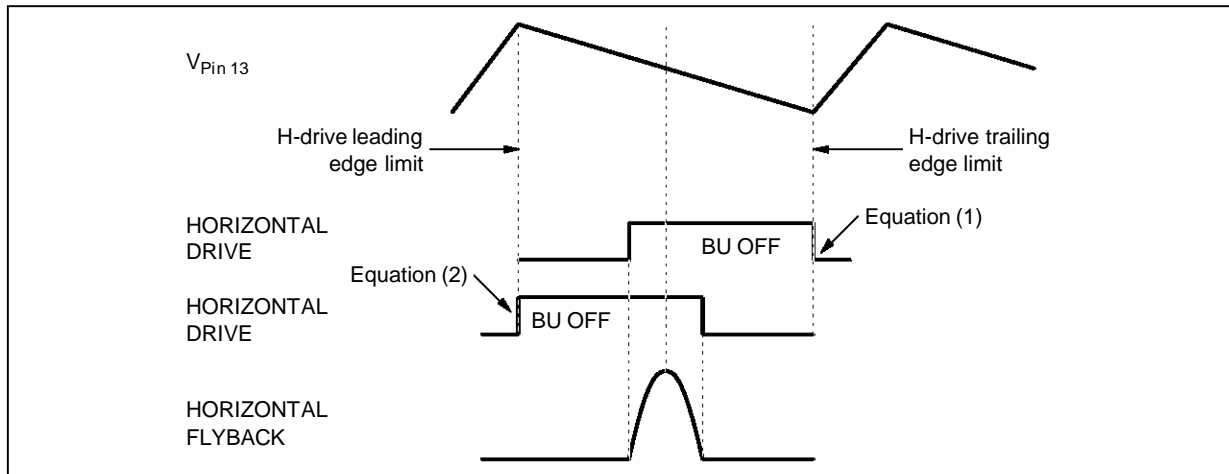 VPin 13
H-drive leading
edge limit
H-drive trailing
edge limit
HORIZONTAL
DRIVE
BU OFF
Equation (1)
Equation (2)
HORIZONTAL
DRIVE
BU OFF
HORIZONTAL
FLYBACK